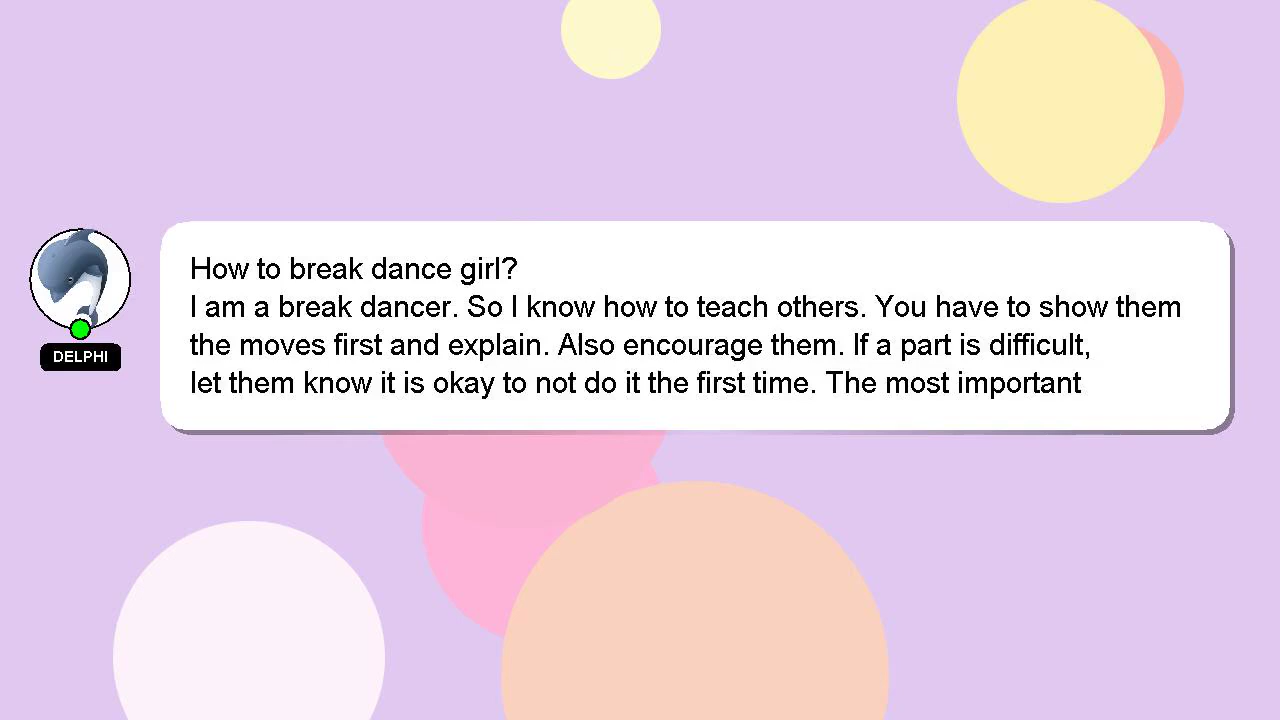 How to break dance girl?
I am a break dancer. So I know how to teach others. You have to show them
the moves first and explain. Also encourage them. If a part is difficult,
let them know it is okay to not do it the first time. The most important
DELPHI